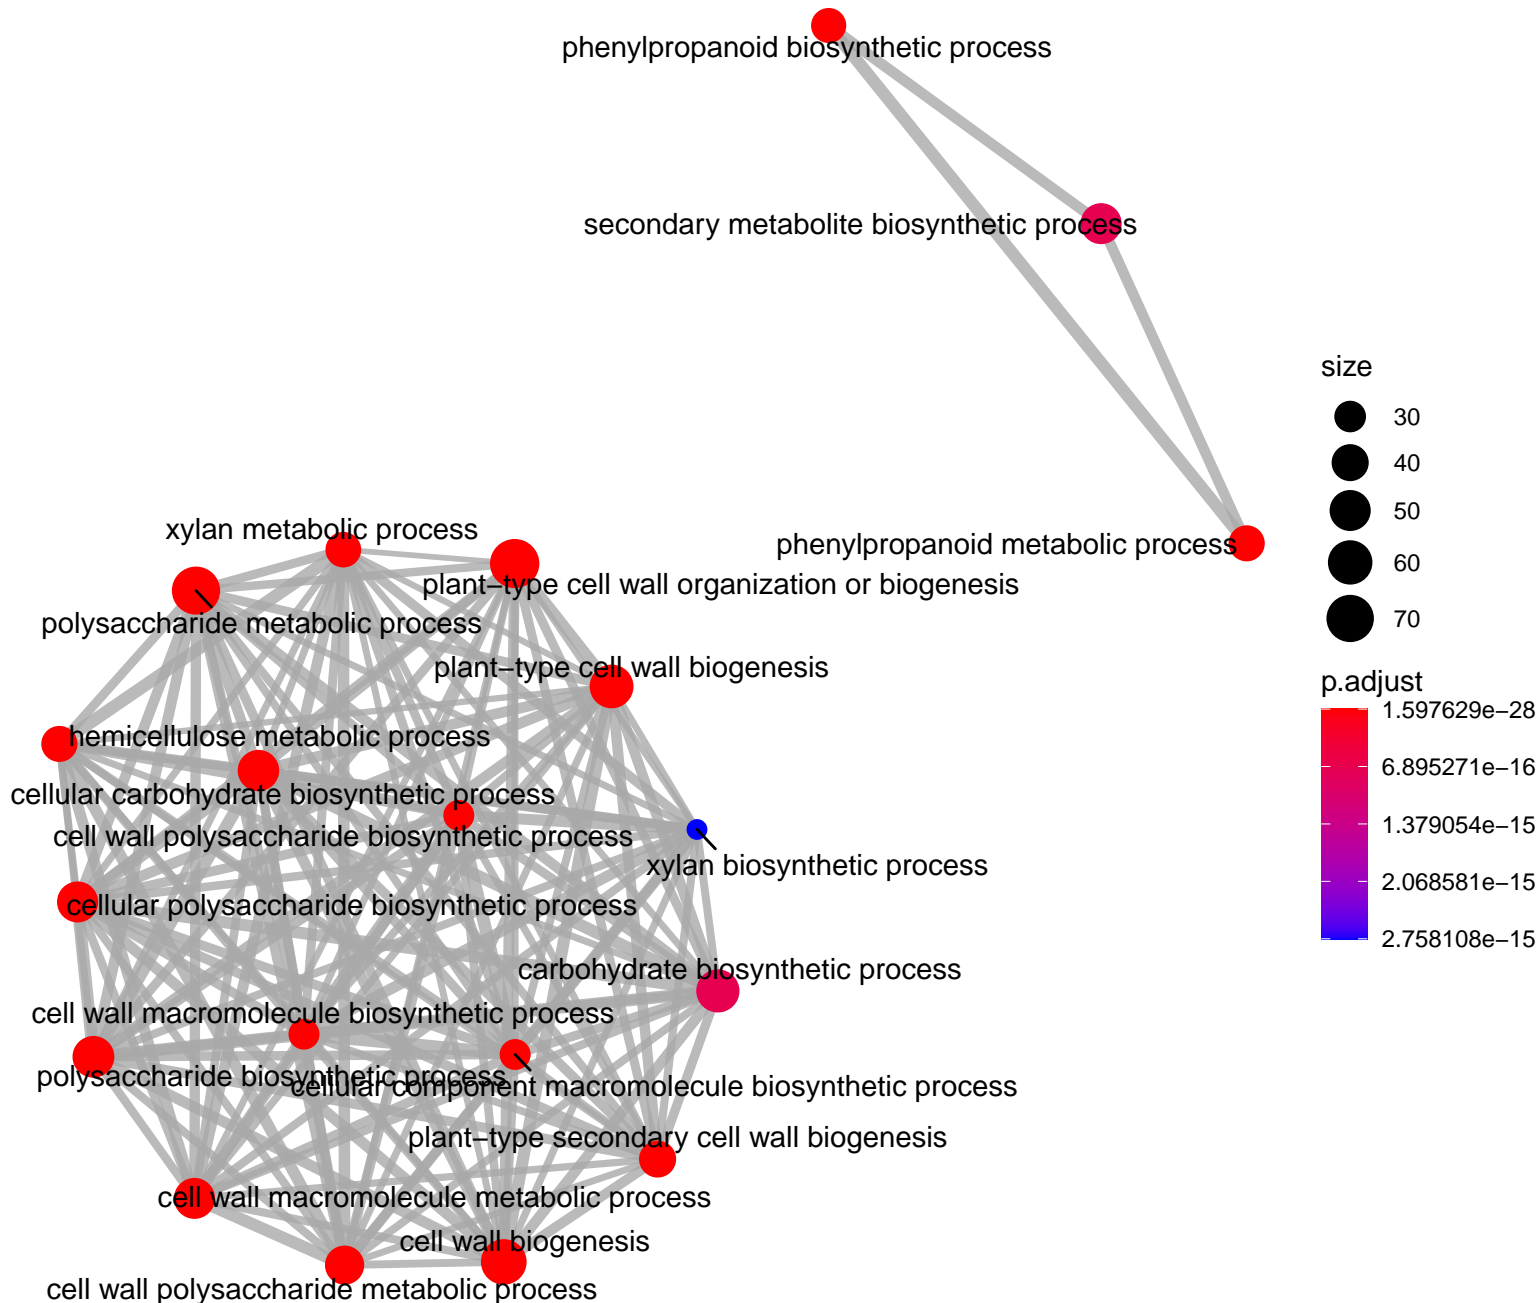 phenylpropanoid biosynthetic process
secondary metabolite biosynthetic process
phenylpropanoid metabolic process
xylan metabolic process
plant−type cell wall organization or biogenesis
polysaccharide metabolic process
plant−type cell wall biogenesis
hemicellulose metabolic process
cellular carbohydrate biosynthetic process
cell wall polysaccharide biosynthetic process
xylan biosynthetic process
cellular polysaccharide biosynthetic process
carbohydrate biosynthetic process
cell wall macromolecule biosynthetic process
polysaccharide biosynthetic process
cellular component macromolecule biosynthetic process
plant−type secondary cell wall biogenesis
cell wall macromolecule metabolic process
cell wall biogenesis
cell wall polysaccharide metabolic process
size
30
40
50
60
70
p.adjust
1.597629e−28
6.895271e−16
1.379054e−15
2.068581e−15
2.758108e−15